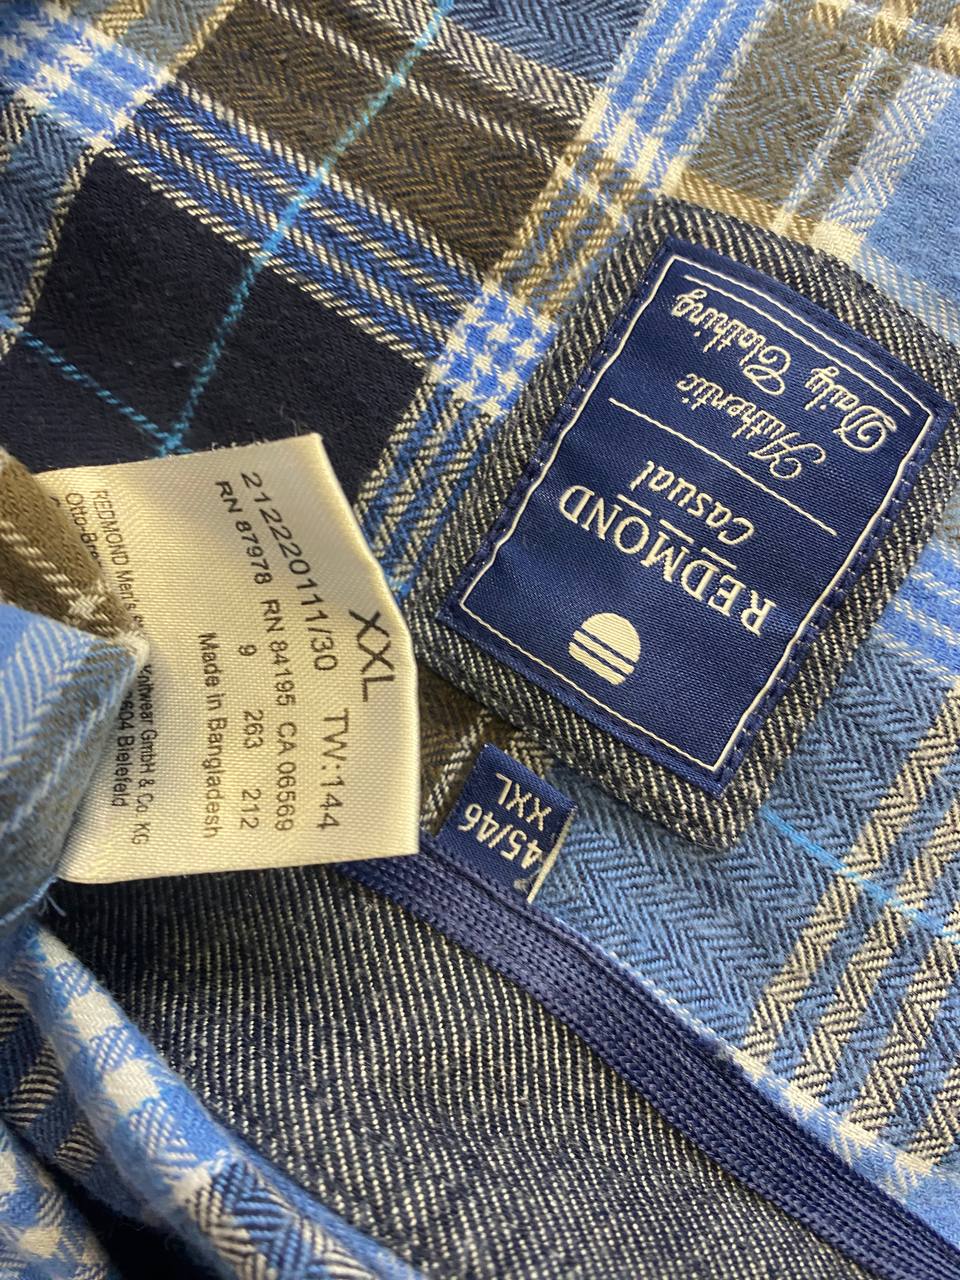 REDMOND
Casual
Authentic
Daily Clothing
45/46
XXL
XXL
212220111/30 TW:144
RN 87978 RN 84195 CA 06569
9 263 212
Made in Bangladesh
REDMOND Men's Knitwear GmbH & Co. KG
Bielefeld